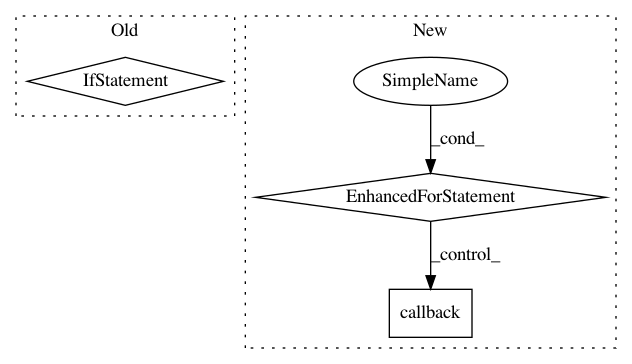 Old
New
IfStatement
SimpleName
_cond_
EnhancedForStatement
_control_
callback